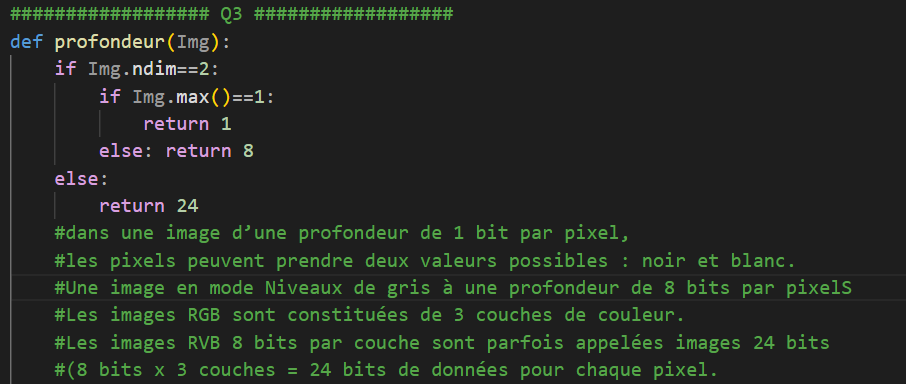 ################## Q3 ##################
def profondeur(Img):
if Img.ndim==2:
if Img.max()==1:
return 1
else: return 8
else:
return 24
#dans une image d’une profondeur de 1 bit par pixel,
#les pixels peuvent prendre deux valeurs possibles : noir et blanc.
#Une image en mode Niveaux de gris à une profondeur de 8 bits par pixelS
#Les images RGB sont constituées de 3 couches de couleur.
#Les images RVB 8 bits par couche sont parfois appelées images 24 bits
#(8 bits x 3 couches = 24 bits de données pour chaque pixel.